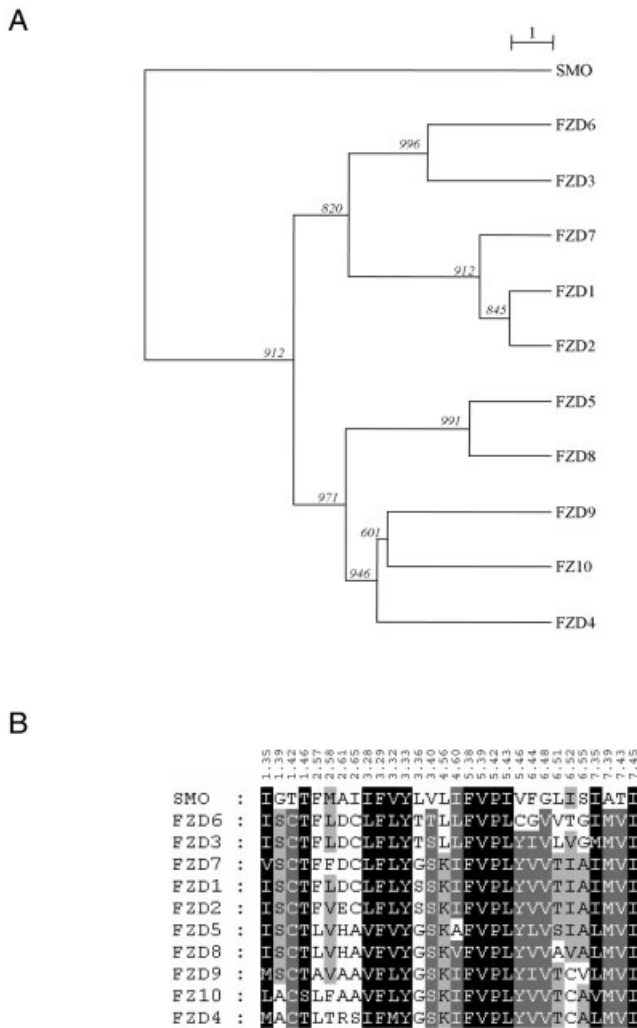 A
1
SMO
FZD6
996
FZD3
820
FZD7
912
FZD1
845
FZD2
912
FZD5
991
FZD8
971
FZD9
601
FZ10
946
FZD4
B
1.35 1.39 1.42 1.46 2.57 2.58 2.61 2.65 3.28 3.29 3.32 3.33 3.36 3.40 4.56 4.60 5.38 5.39 5.42 5.43 5.46 6.44 6.48 6.51 6.52 6.55 7.35 7.39 7.43 7.45
SMO : IGTTFMAIIFVYLVLIFVPIVFGLISIATI
FZD6 : ISCTFLDCLFLYTTLLFVPLCGVVTGIMVI
FZD3 : ISCTFLDCLFLYTSLLFVPLYIVLVGMMVI
FZD7 : VSCTFFDCLFLYGSKIFVPLYVVTIAIMVI
FZD1 : ISCTFLDCLFLYSSKIFVPLYVVTIAIMVI
FZD2 : ISCTFVECLFLYSSKIFVPLYVVTIAIMVI
FZD5 : ISCTLVHAVFVYGSKAFVPLYLVSIALMVI
FZD8 : ISCTLVHAVFVYGSKVFVPLYVVAVALMVI
FZD9 : MSCTAVAAVFLYGSKIFVPLYIVTCVLMVI
FZ10 : LACSLFAAVFLYGSKIFVPLYVVTCAVMVI
FZD4 : MACTLTRSIFMYGSKIFVPLYIVTCALMVI